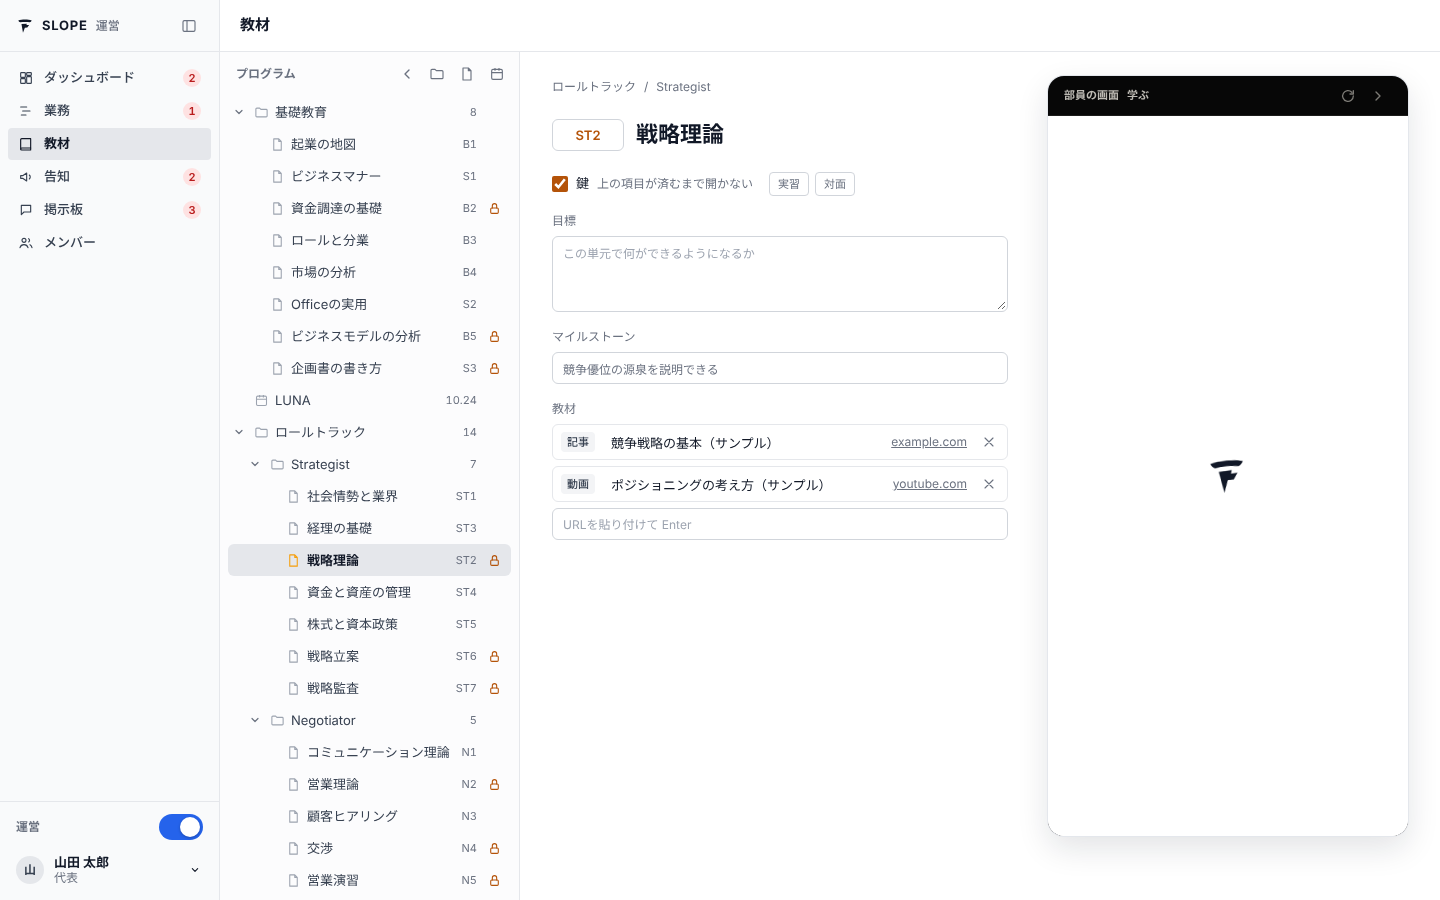 SLOPE 運営
ダッシュボード 2
業務 1
教材
告知 2
掲示板 3
メンバー
運営
山 山田 太郎
代表
教材
プログラム
基礎教育 8
起業の地図 B1
ビジネスマナー S1
資金調達の基礎 B2
ロールと分業 B3
市場の分析 B4
Officeの実用 S2
ビジネスモデルの分析 B5
企画書の書き方 S3
LUNA 10.24
ロールトラック 14
Strategist 7
社会情勢と業界 ST1
経理の基礎 ST3
戦略理論 ST2
資金と資産の管理 ST4
株式と資本政策 ST5
戦略立案 ST6
戦略監査 ST7
Negotiator 5
コミュニケーション理論 N1
営業理論 N2
顧客ヒアリング N3
交渉 N4
営業演習 N5
ロールトラック / Strategist
ST2 戦略理論
鍵 上の項目が済むまで開かない 実習 対面
目標
この単元で何ができるようになるか
マイルストーン
競争優位の源泉を説明できる
教材
記事 競争戦略の基本（サンプル） example.com
動画 ポジショニングの考え方（サンプル） youtube.com
URLを貼り付けて Enter
部員の画面 学ぶ